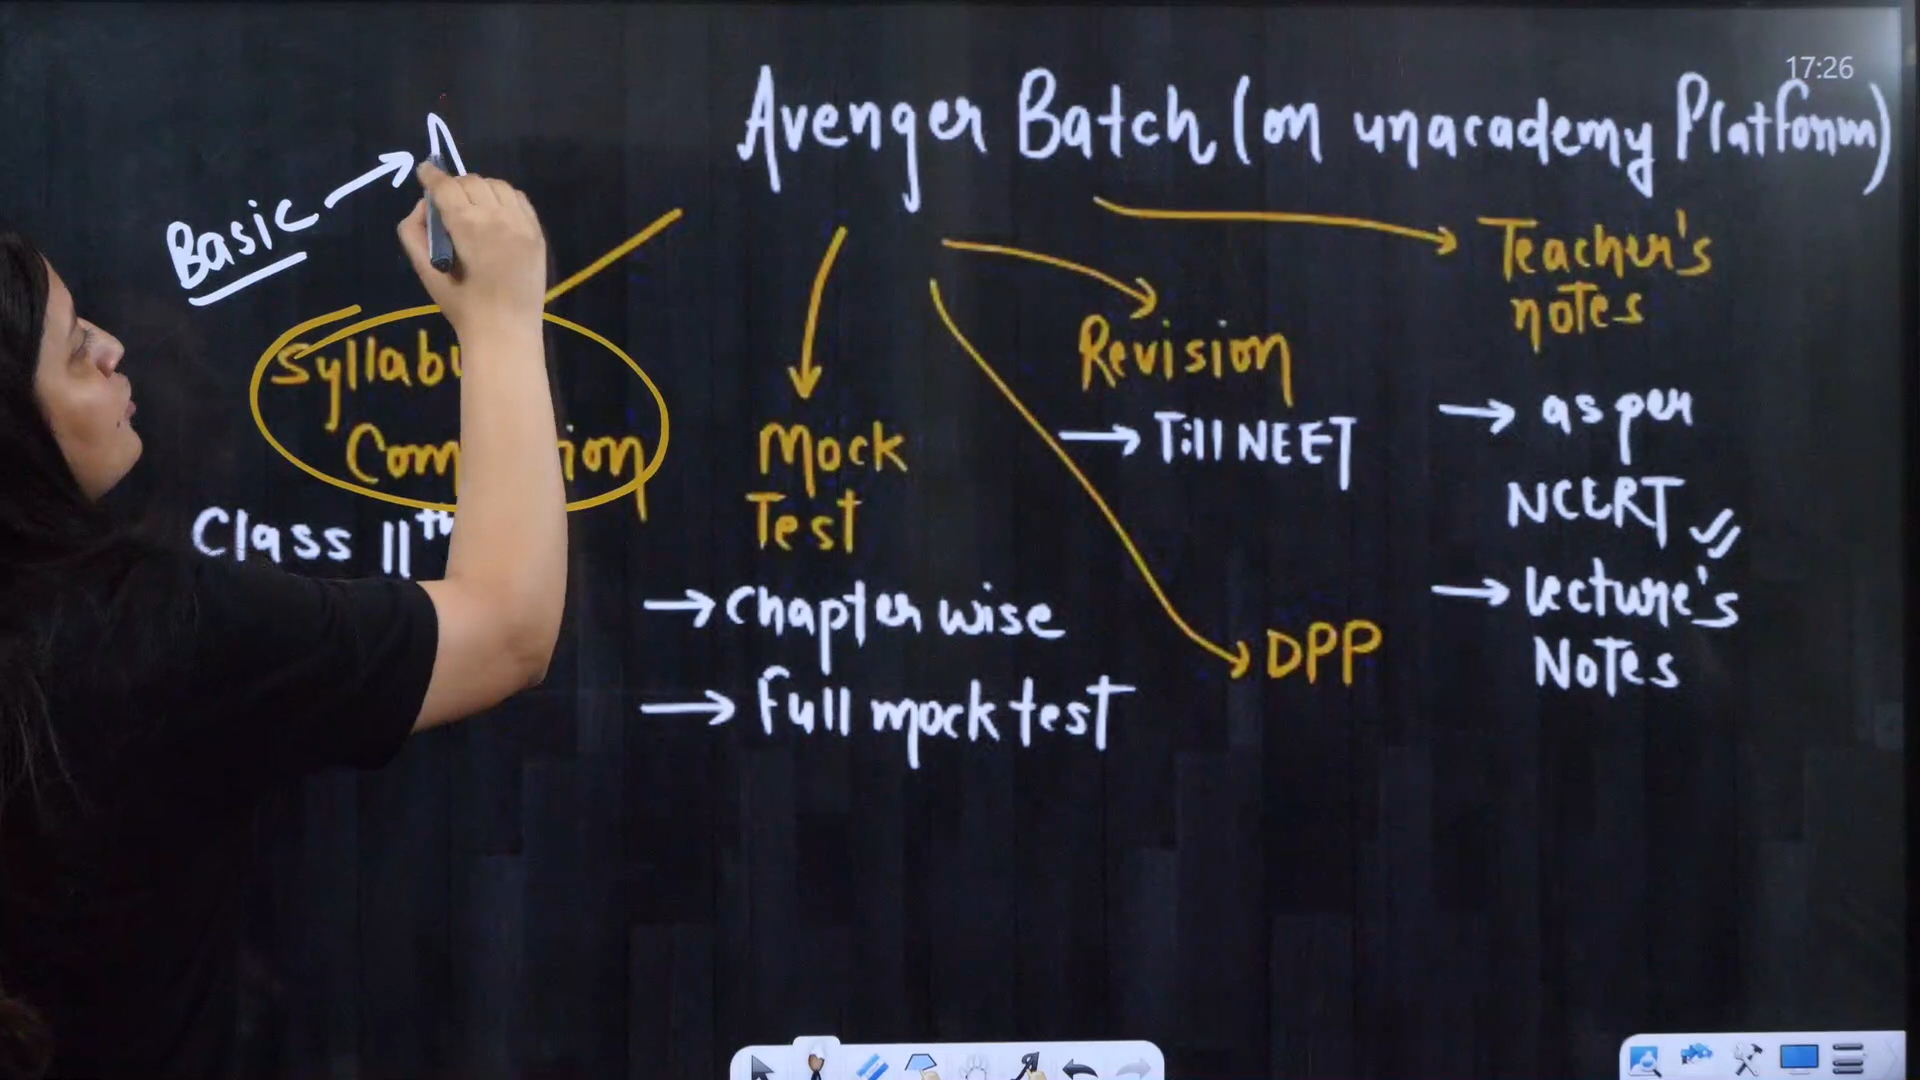 17:26
Avenger Batch (on unacademy Platform)
Basic
Teacher's
notes
Revision
→ Till NEET
→ as per
NCERT
→ lecture's
Notes
Mock
Test
→ Chapter wise
→ Full mock test
DPP
Class 11th